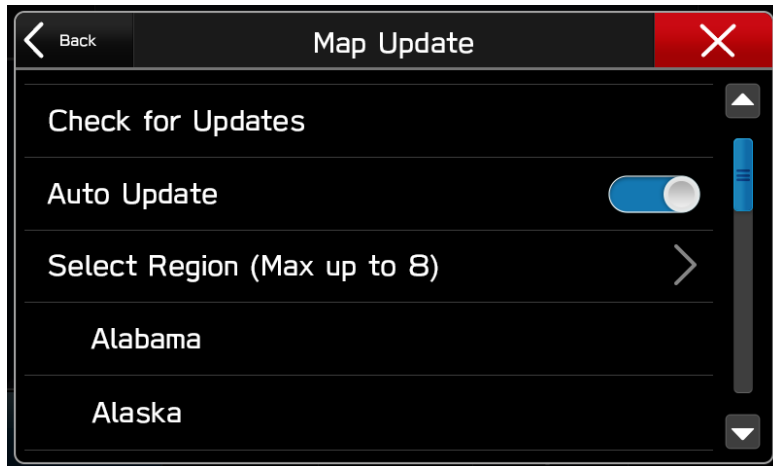 Back
Map Update
Check for Updates
Auto Update
Select Region (Max up to 8)
Alabama
Alaska